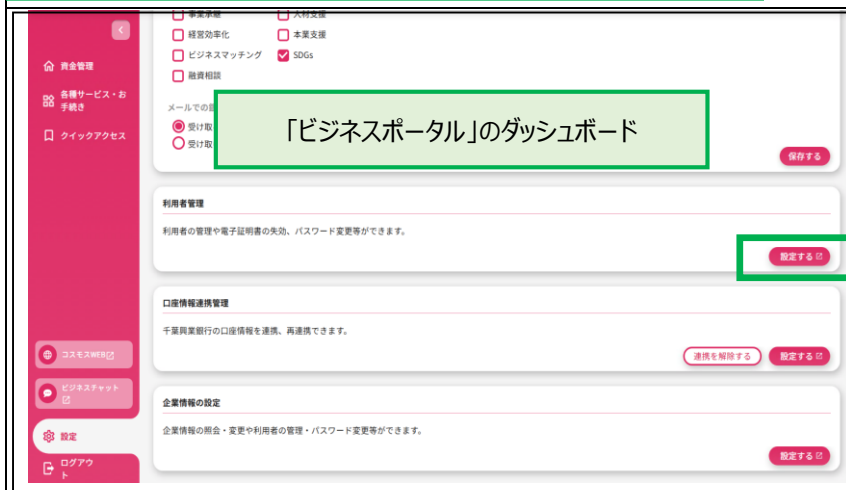 事業承継
人材支援
経営効率化
本業支援
ビジネスマッチング
SDGs
融資相談
メールでの
受け取
受け取
「ビジネスポータル」のダッシュボード
保存する
資金管理
各種サービス・お
手続き
クイックアクセス
利用者管理
利用者の管理や電子証明書の失効、パスワード変更等ができます。
設定する
口座情報連携管理
千葉興業銀行の口座情報を連携、再連携できます。
連携を解除する
設定する
企業情報の設定
企業情報の照会・変更や利用者の管理・パスワード変更等ができます。
設定する
コスモスWEB
ビジネスチャット
設定
ログアウ
ト